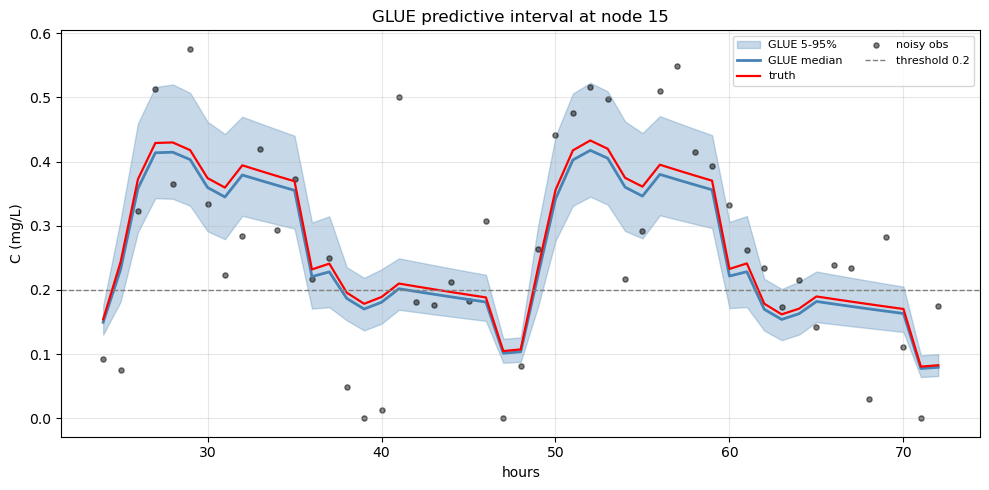 GLUE predictive interval at node 15
GLUE 5-95%
GLUE median
truth
noisy obs
threshold 0.2
C (mg/L)
0.6
0.5
0.4
0.3
0.2
0.1
0.0
30 40 50 60 70
hours